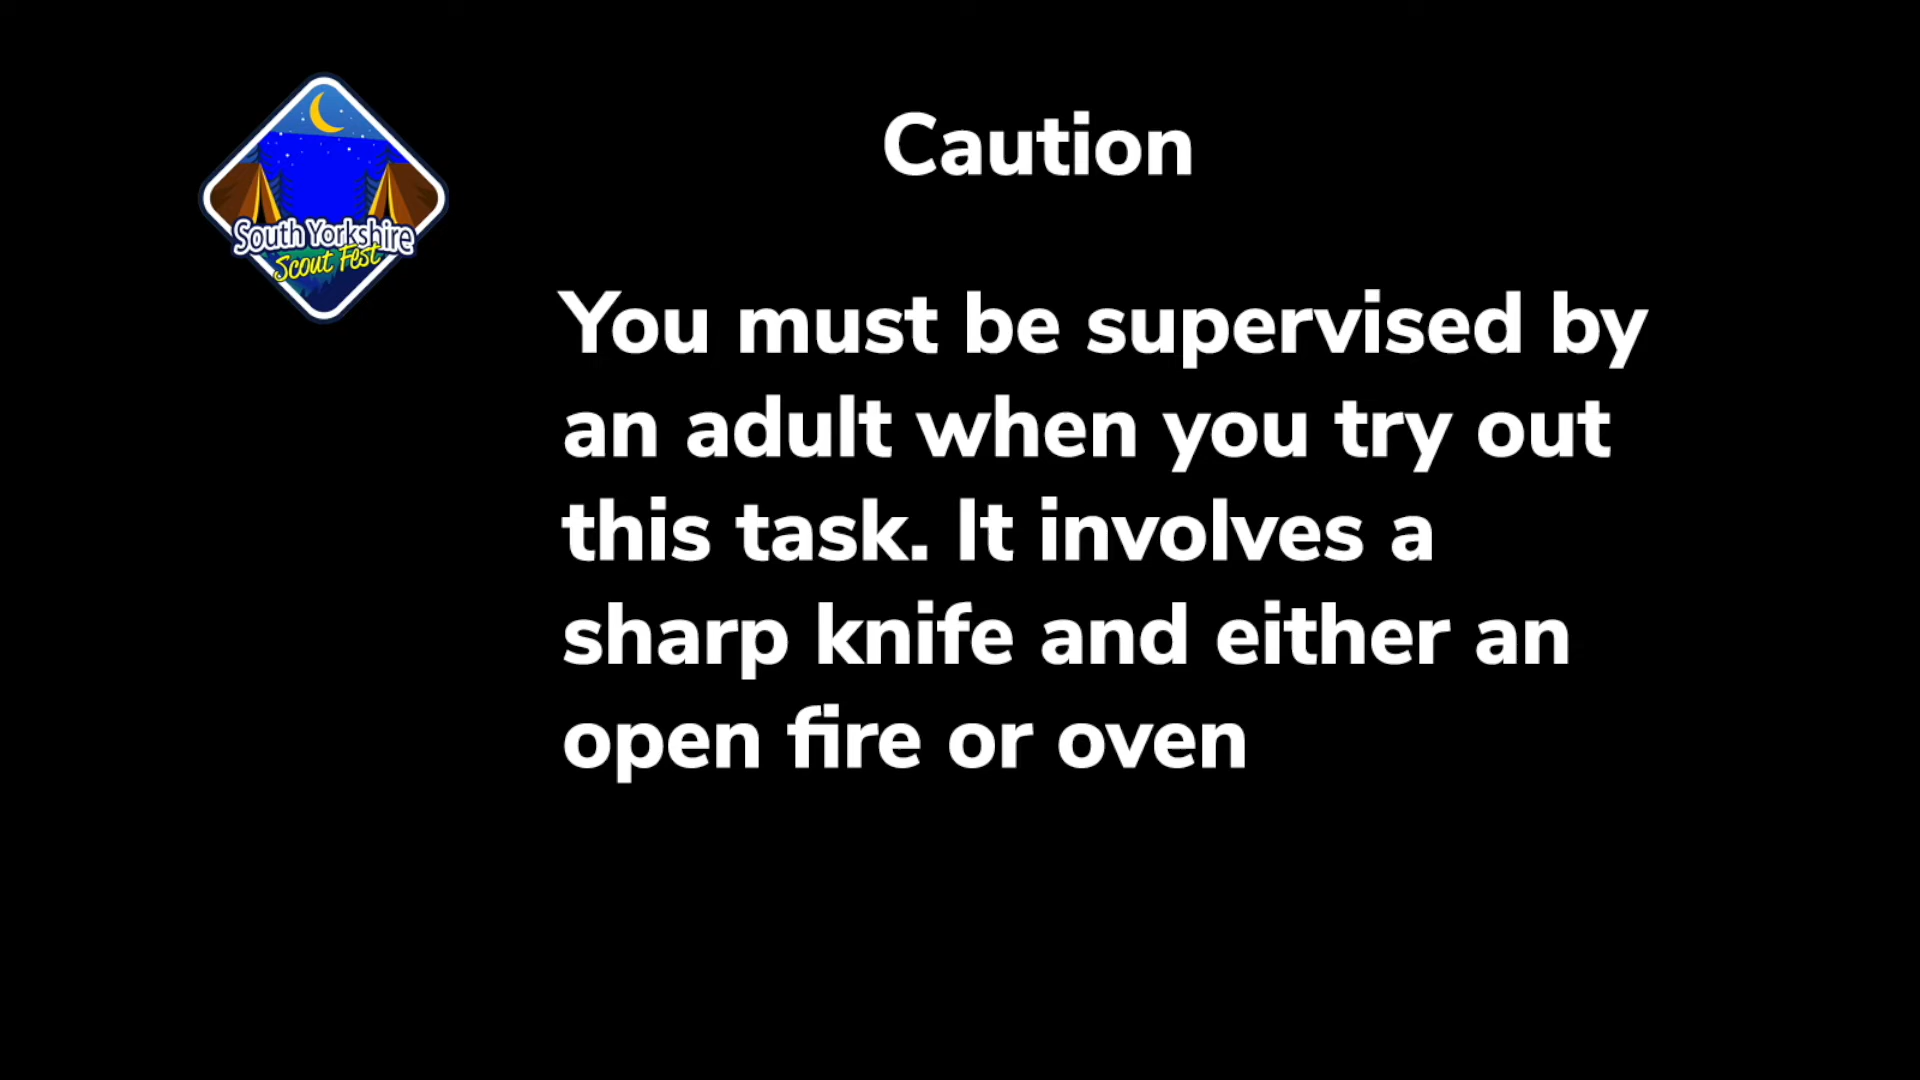 Caution
South Yorkshire
Scout Fest
You must be supervised by
an adult when you try out
this task. It involves a
sharp knife and either an
open fire or oven